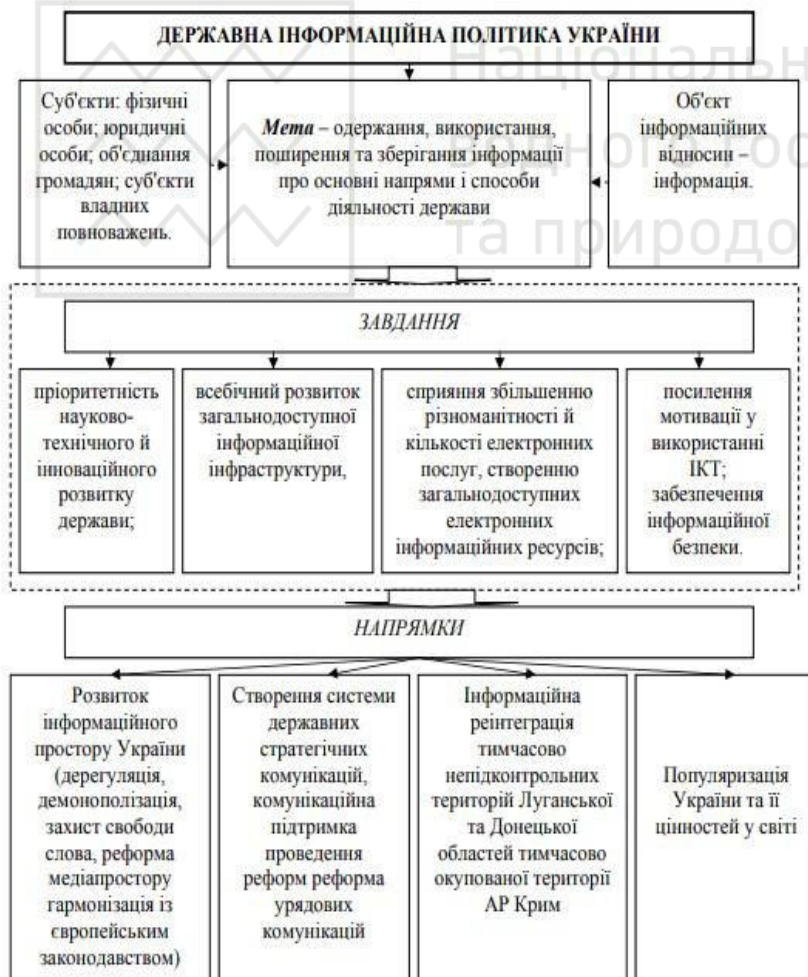 ДЕРЖАВНА ІНФОРМАЦІЙНА ПОЛІТИКА УКРАЇНИ
Суб'єкти: фізичні
особи; юридичні
особи; об'єднання
громадян; суб'єкти
владних
повноважень.
Мета – одержання, використання,
поширення та зберігання інформації
про основні напрями і способи
діяльності держави
Об'єкт
інформаційних
відносин –
інформація.
ЗАВДАННЯ
пріоритетність
науково-
технічного й
інноваційного
розвитку
держави;
всебічний розвиток
загальнодоступної
інформаційної
інфраструктури,
сприяння збільшенню
різноманітності й
кількості електронних
послуг, створенню
загальнодоступних
електронних
інформаційних ресурсів;
посилення
мотивації у
використанні
ІКТ;
забезпечення
інформаційної
безпеки.
НАПРЯМКИ
Розвиток
інформаційного
простору України
(дерегуляція,
демонополізація,
захист свободи
слова, реформа
медіапростору
гармонізація із
європейським
законодавством)
Створення системи
державних
стратегічних
комунікацій,
комунікаційна
підтримка
проведення
реформ реформа
урядових
комунікацій
Інформаційна
реінтеграція
тимчасово
непідконтрольних
територій Луганської
та Донецької
областей тимчасово
окупованої території
АР Крим
Популяризація
України та її
цінностей у світі